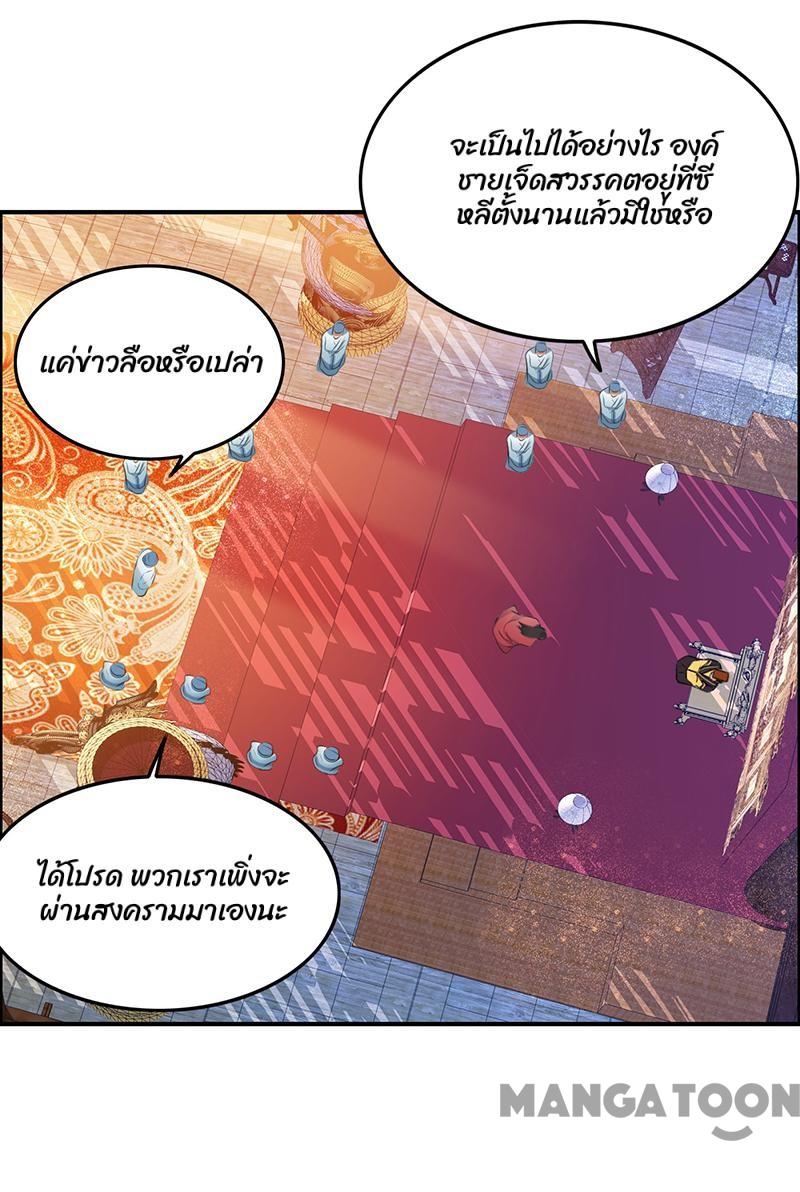 จะเป็นไปได้อย่างไร องค์
ชายเจ็ดสวรรคตอยู่ที่ซี
หลีตั้งนานแล้วมิใช่หรือ
แค่ข่าวลือหรือเปล่า
ได้โปรด พวกเราเพิ่งจะ
ผ่านสงครามมาเองนะ
MANGATOON